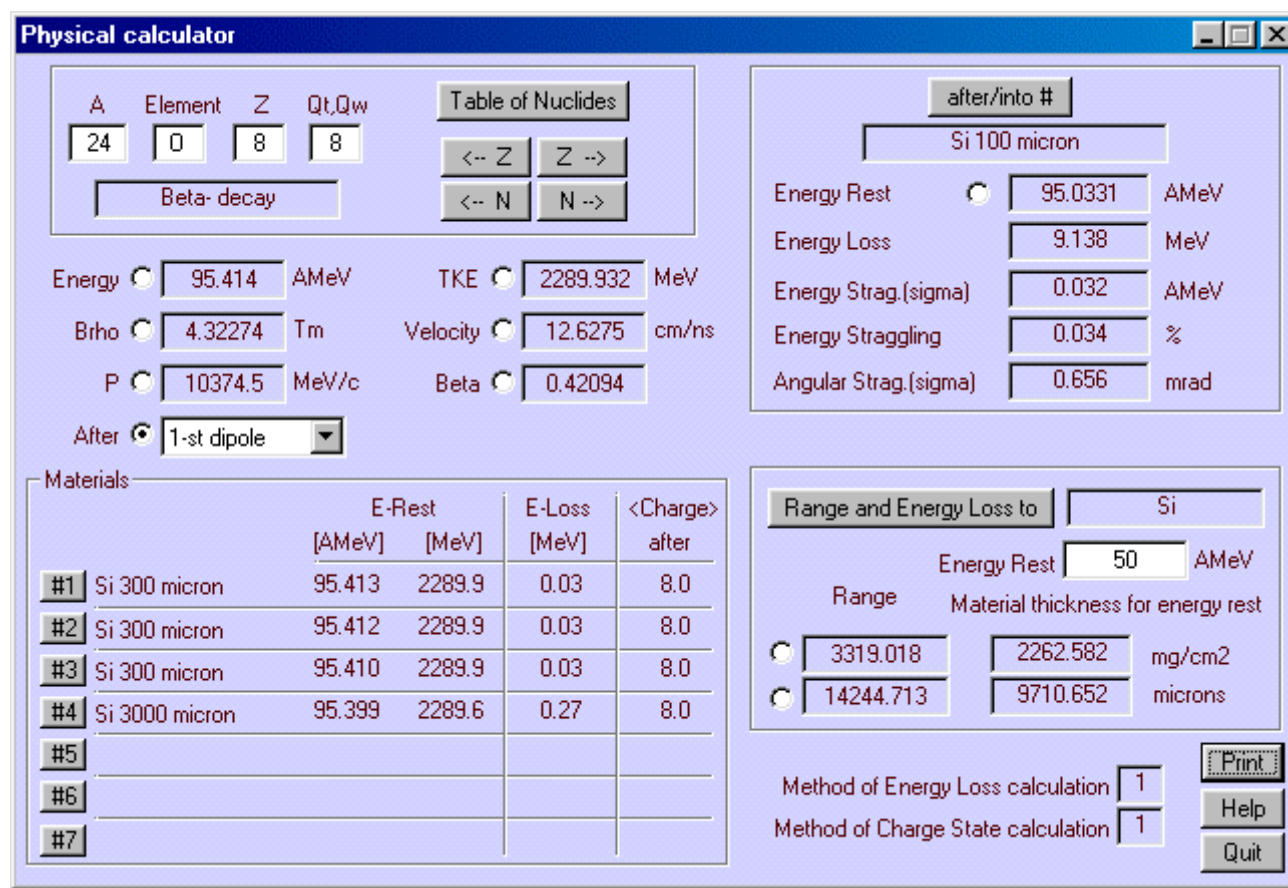 Physical calculator
A Element Z Qt,Qw
24 O 8 8
Beta- decay
Table of Nuclides
<-- Z Z -->
<-- N N -->
Energy 95.414 AMeV TKE 2289.932 MeV
Brho 4.32274 Tm Velocity 12.6275 cm/ns
P 10374.5 MeV/c Beta 0.42094
After 1-st dipole
after/into #
Si 100 micron
Energy Rest 95.0331 AMeV
Energy Loss 9.138 MeV
Energy Strag.(sigma) 0.032 AMeV
Energy Straggling 0.034 %
Angular Strag.(sigma) 0.656 mrad
Materials
E-Rest E-Loss <Charge>
[AMeV] [MeV] [MeV] after
#1 Si 300 micron 95.413 2289.9 0.03 8.0
#2 Si 300 micron 95.412 2289.9 0.03 8.0
#3 Si 300 micron 95.410 2289.9 0.03 8.0
#4 Si 3000 micron 95.399 2289.6 0.27 8.0
#5
#6
#7
Range and Energy Loss to Si
Energy Rest 50 AMeV
Range Material thickness for energy rest
3319.018 2262.582 mg/cm2
14244.713 9710.652 microns
Method of Energy Loss calculation 1
Method of Charge State calculation 1
Print
Help
Quit